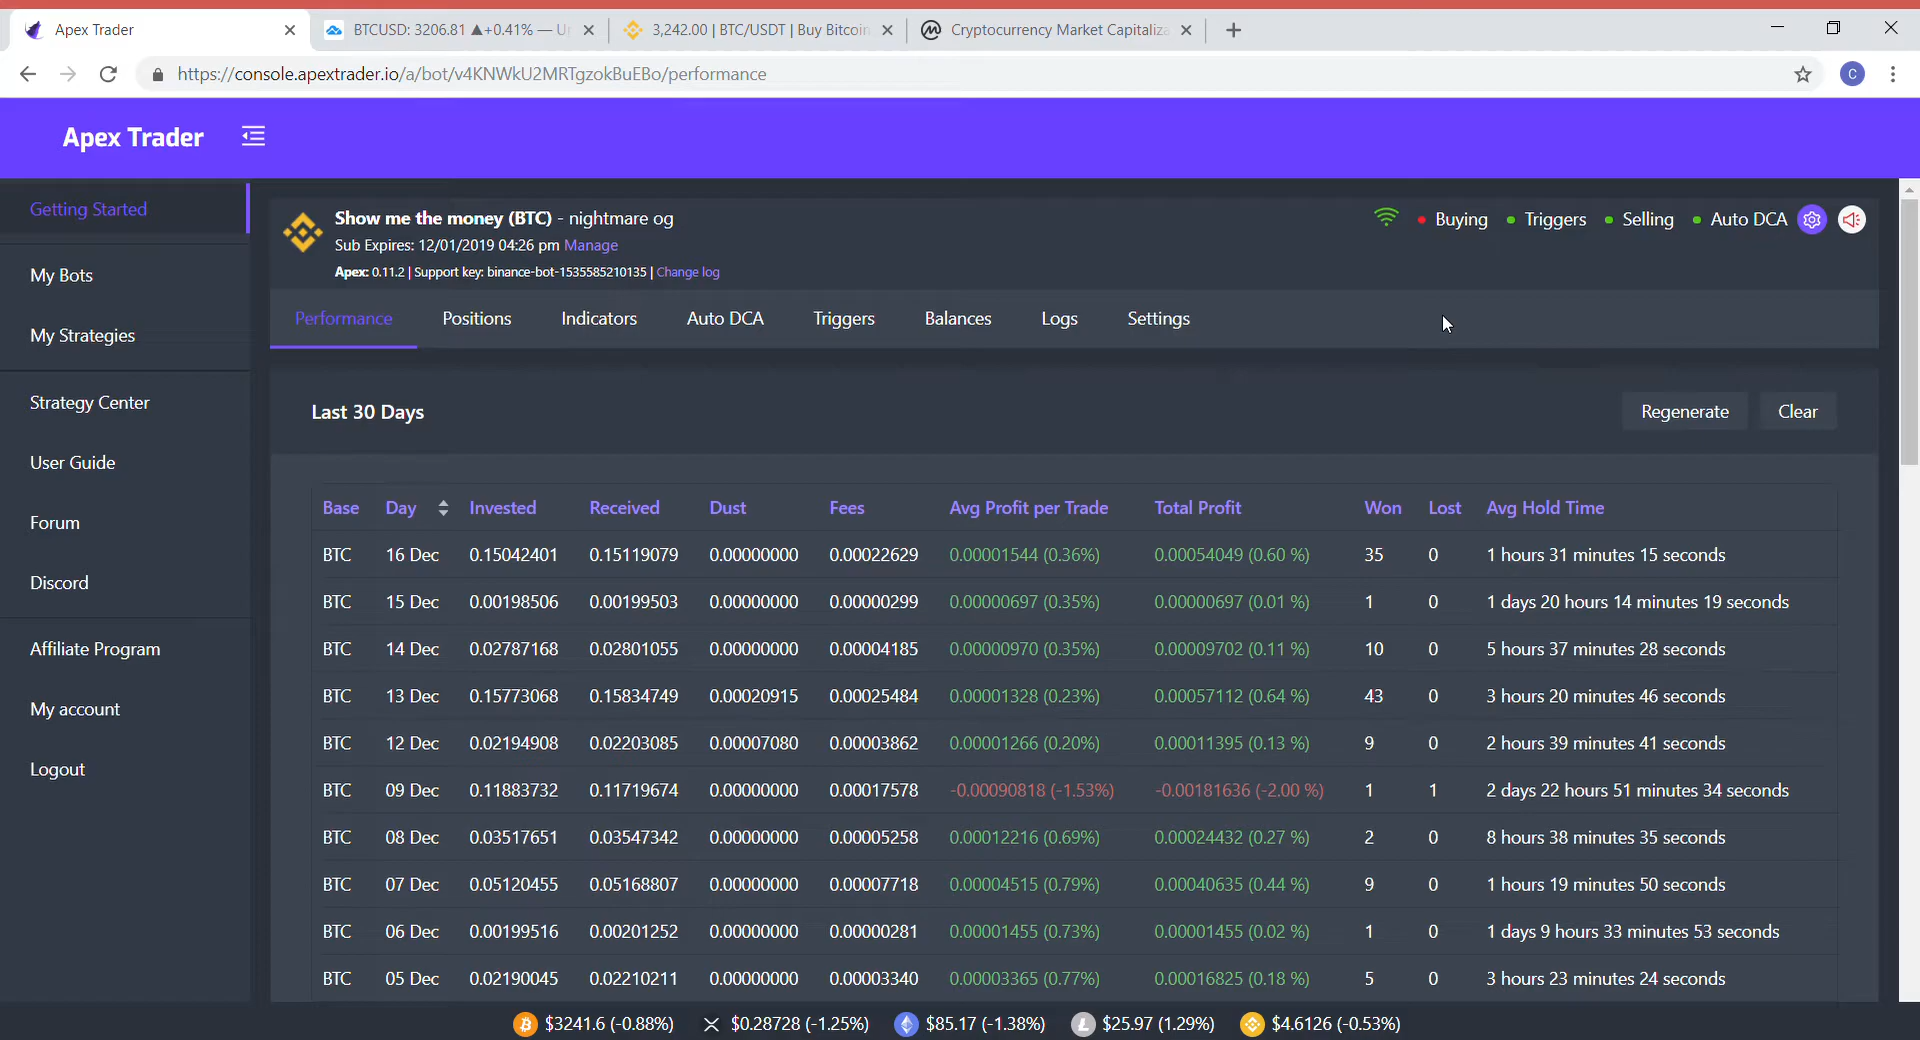 Apex Trader
BTCUSD: 3206.81 ▲+0.41% — U
3,242.00 | BTC/USDT | Buy Bitcoin
Cryptocurrency Market Capitaliza
https://console.apextrader.io/a/bot/v4KNWkU2MRTgzokBuEBo/performance
C
Apex Trader
Getting Started
My Bots
My Strategies
Strategy Center
User Guide
Forum
Discord
Affiliate Program
My account
Logout
Show me the money (BTC) - nightmare og
Sub Expires: 12/01/2019 04:26 pm Manage
Apex: 0.11.2 | Support key: binance-bot-1535585210135 | Change log
Buying Triggers Selling Auto DCA
Performance Positions Indicators Auto DCA Triggers Balances Logs Settings
Last 30 Days
Regenerate Clear
Base Day Invested Received Dust Fees Avg Profit per Trade Total Profit Won Lost Avg Hold Time
BTC 16 Dec 0.15042401 0.15119079 0.00000000 0.00022629 0.00001544 (0.36%) 0.00054049 (0.60 %) 35 0 1 hours 31 minutes 15 seconds
BTC 15 Dec 0.00198506 0.00199503 0.00000000 0.00000299 0.00000697 (0.35%) 0.00000697 (0.01 %) 1 0 1 days 20 hours 14 minutes 19 seconds
BTC 14 Dec 0.02787168 0.02801055 0.00000000 0.00004185 0.00000970 (0.35%) 0.00009702 (0.11 %) 10 0 5 hours 37 minutes 28 seconds
BTC 13 Dec 0.15773068 0.15834749 0.00020915 0.00025484 0.00001328 (0.23%) 0.00057112 (0.64 %) 43 0 3 hours 20 minutes 46 seconds
BTC 12 Dec 0.02194908 0.02203085 0.00007080 0.00003862 0.00001266 (0.20%) 0.00011395 (0.13 %) 9 0 2 hours 39 minutes 41 seconds
BTC 09 Dec 0.11883732 0.11719674 0.00000000 0.00017578 -0.00090818 (-1.53%) -0.00181636 (-2.00 %) 1 1 2 days 22 hours 51 minutes 34 seconds
BTC 08 Dec 0.03517651 0.03547342 0.00000000 0.00005258 0.00012216 (0.69%) 0.00024432 (0.27 %) 2 0 8 hours 38 minutes 35 seconds
BTC 07 Dec 0.05120455 0.05168807 0.00000000 0.00007718 0.00004515 (0.79%) 0.00040635 (0.44 %) 9 0 1 hours 19 minutes 50 seconds
BTC 06 Dec 0.00199516 0.00201252 0.00000000 0.00000281 0.00001455 (0.73%) 0.00001455 (0.02 %) 1 0 1 days 9 hours 33 minutes 53 seconds
BTC 05 Dec 0.02190045 0.02210211 0.00000000 0.00003340 0.00003365 (0.77%) 0.00016825 (0.18 %) 5 0 3 hours 23 minutes 24 seconds
$3241.6 (-0.88%) $0.28728 (-1.25%) $85.17 (-1.38%) $25.97 (1.29%) $4.6126 (-0.53%)